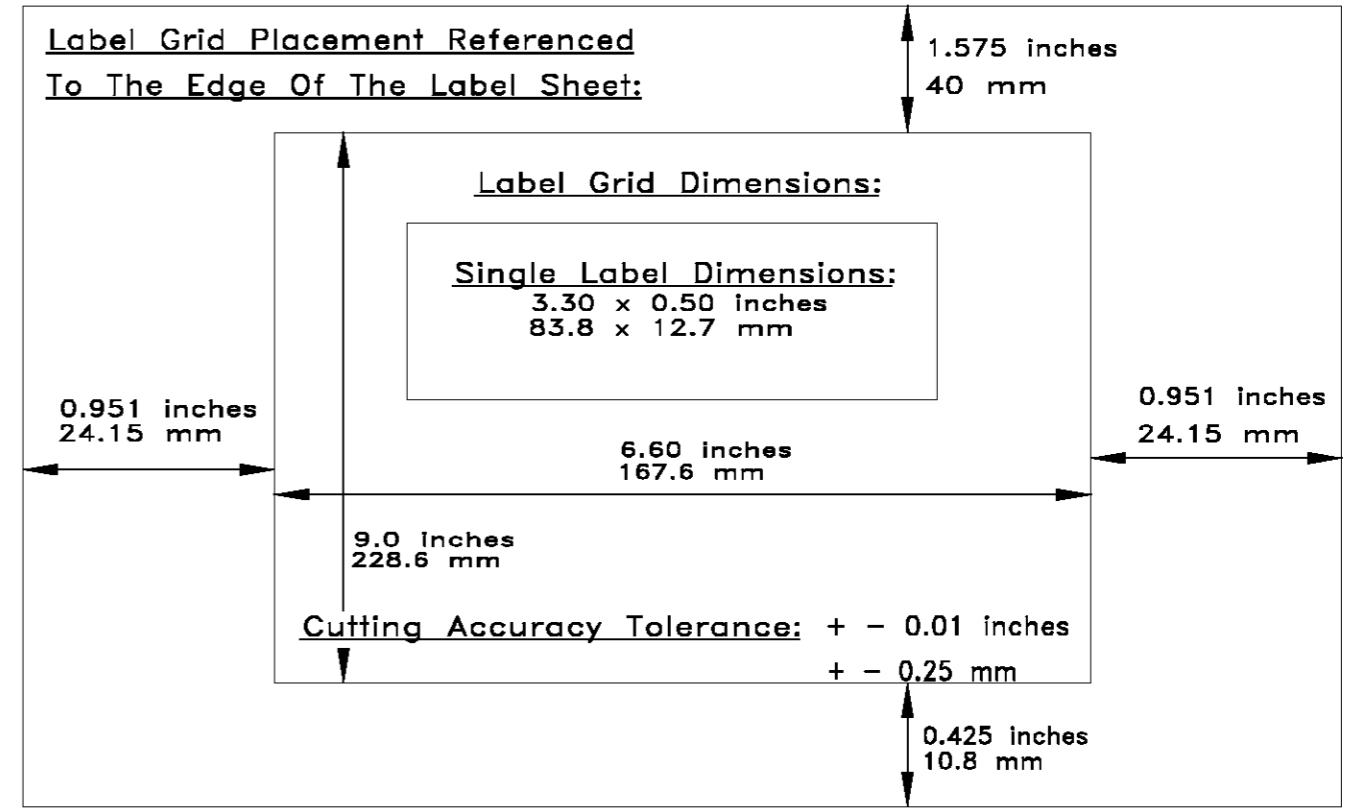 Label Grid Placement Referenced
To The Edge Of The Label Sheet:
1.575 inches
40 mm
Label Grid Dimensions:
Single Label Dimensions:
3.30 x 0.50 inches
83.8 x 12.7 mm
0.951 inches
24.15 mm
0.951 inches
24.15 mm
6.60 inches
167.6 mm
9.0 inches
228.6 mm
Cutting Accuracy Tolerance: + - 0.01 inches
+ - 0.25 mm
0.425 inches
10.8 mm